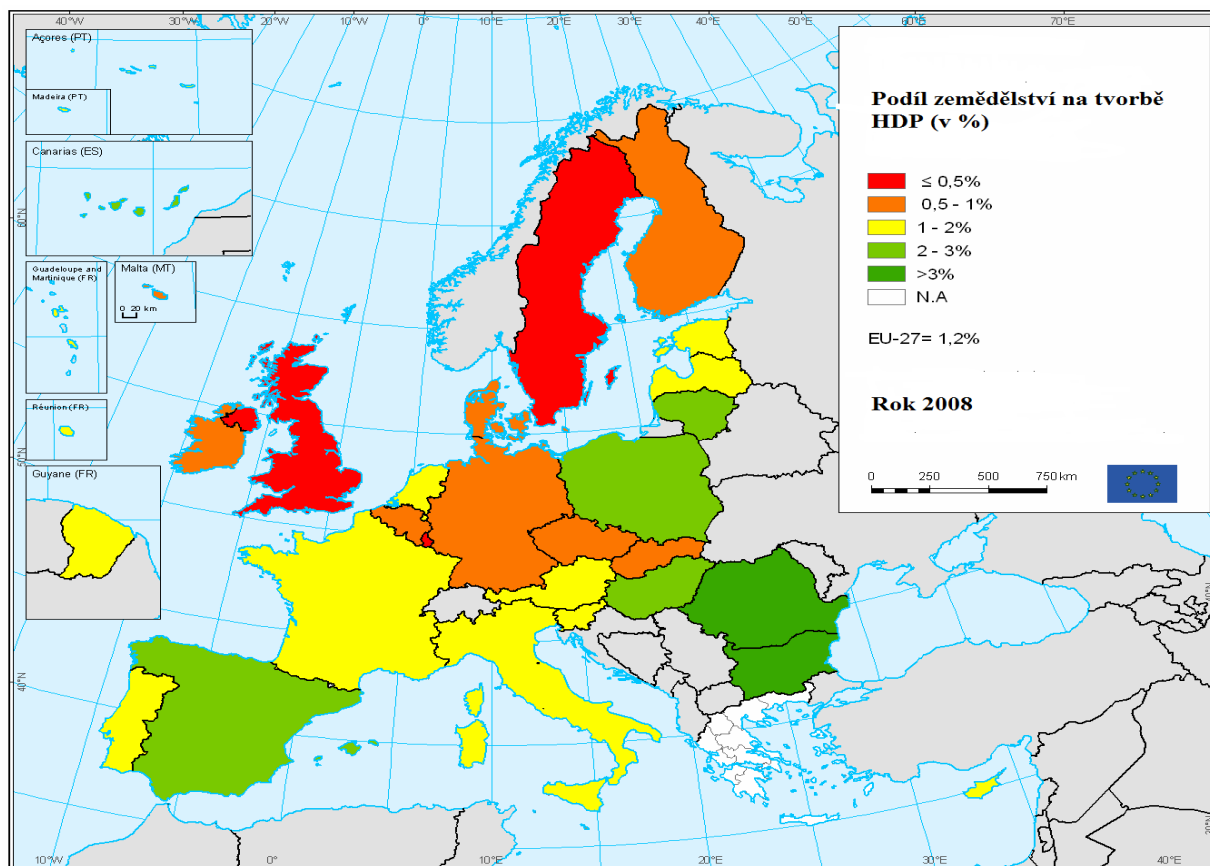 40°W
30°W
20°W
10°W
0°
10°E
20°E
30°E
40°E
50°E
60°E
70°E
Açores (PT)
Madeira (PT)
Canarias (ES)
Guadeloupe and
Martinique (FR)
Malta (MT)
0 20 km
Réunion (FR)
Guyane (FR)
60°N
50°N
40°N
40°N
Podíl zemědělství na tvorbě
HDP (v %)
≤ 0,5%
0,5 - 1%
1 - 2%
2 - 3%
>3%
N.A
EU-27= 1,2%
Rok 2008
0 250 500 750 km
10°W
0°
10°E
20°E
30°E
40°E